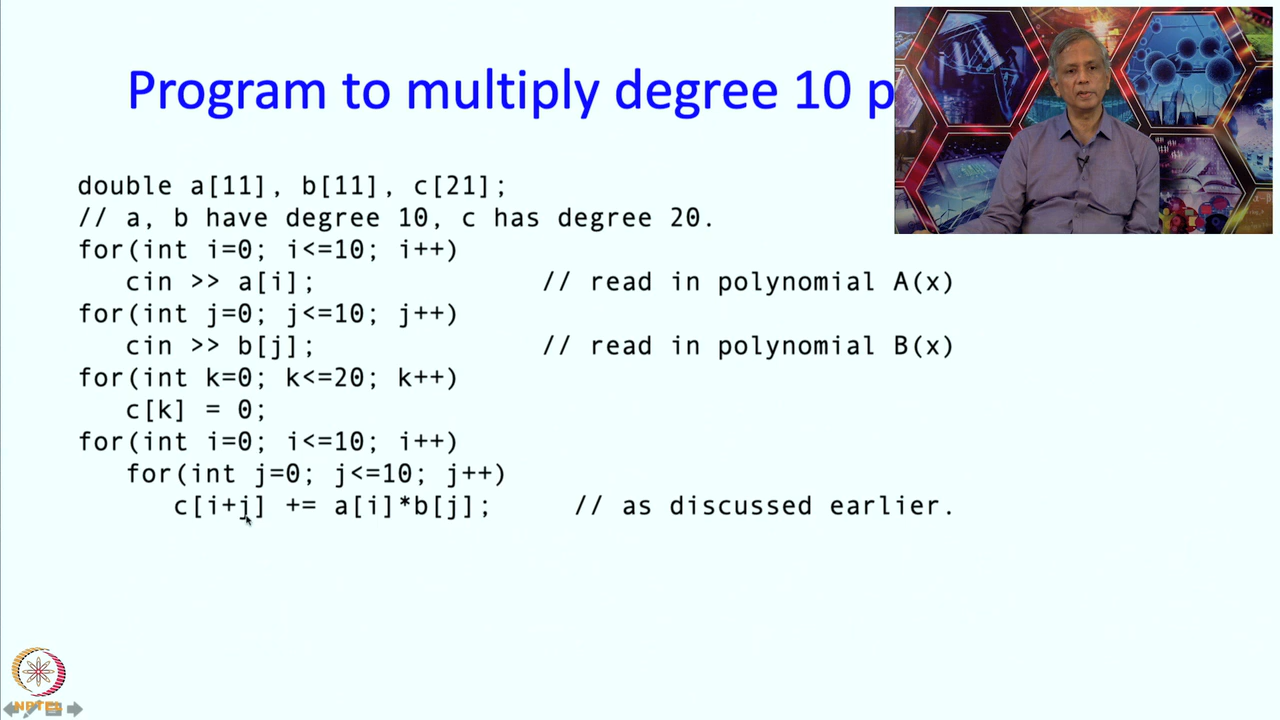 Program to multiply degree 10 p
double a[11], b[11], c[21];
// a, b have degree 10, c has degree 20.
for(int i=0; i<=10; i++)
cin >> a[i]; // read in polynomial A(x)
for(int j=0; j<=10; j++)
cin >> b[j]; // read in polynomial B(x)
for(int k=0; k<=20; k++)
c[k] = 0;
for(int i=0; i<=10; i++)
for(int j=0; j<=10; j++)
c[i+j] += a[i]*b[j]; // as discussed earlier.
NPTEL